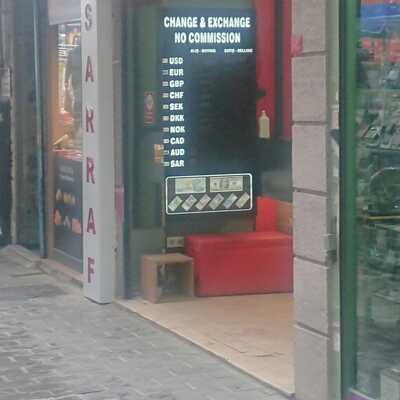 SARRAF
CHANGE & EXCHANGE
NO COMMISSION
USD
EUR
GBP
CHF
SEK
DKK
NOK
CAD
AUD
SAR